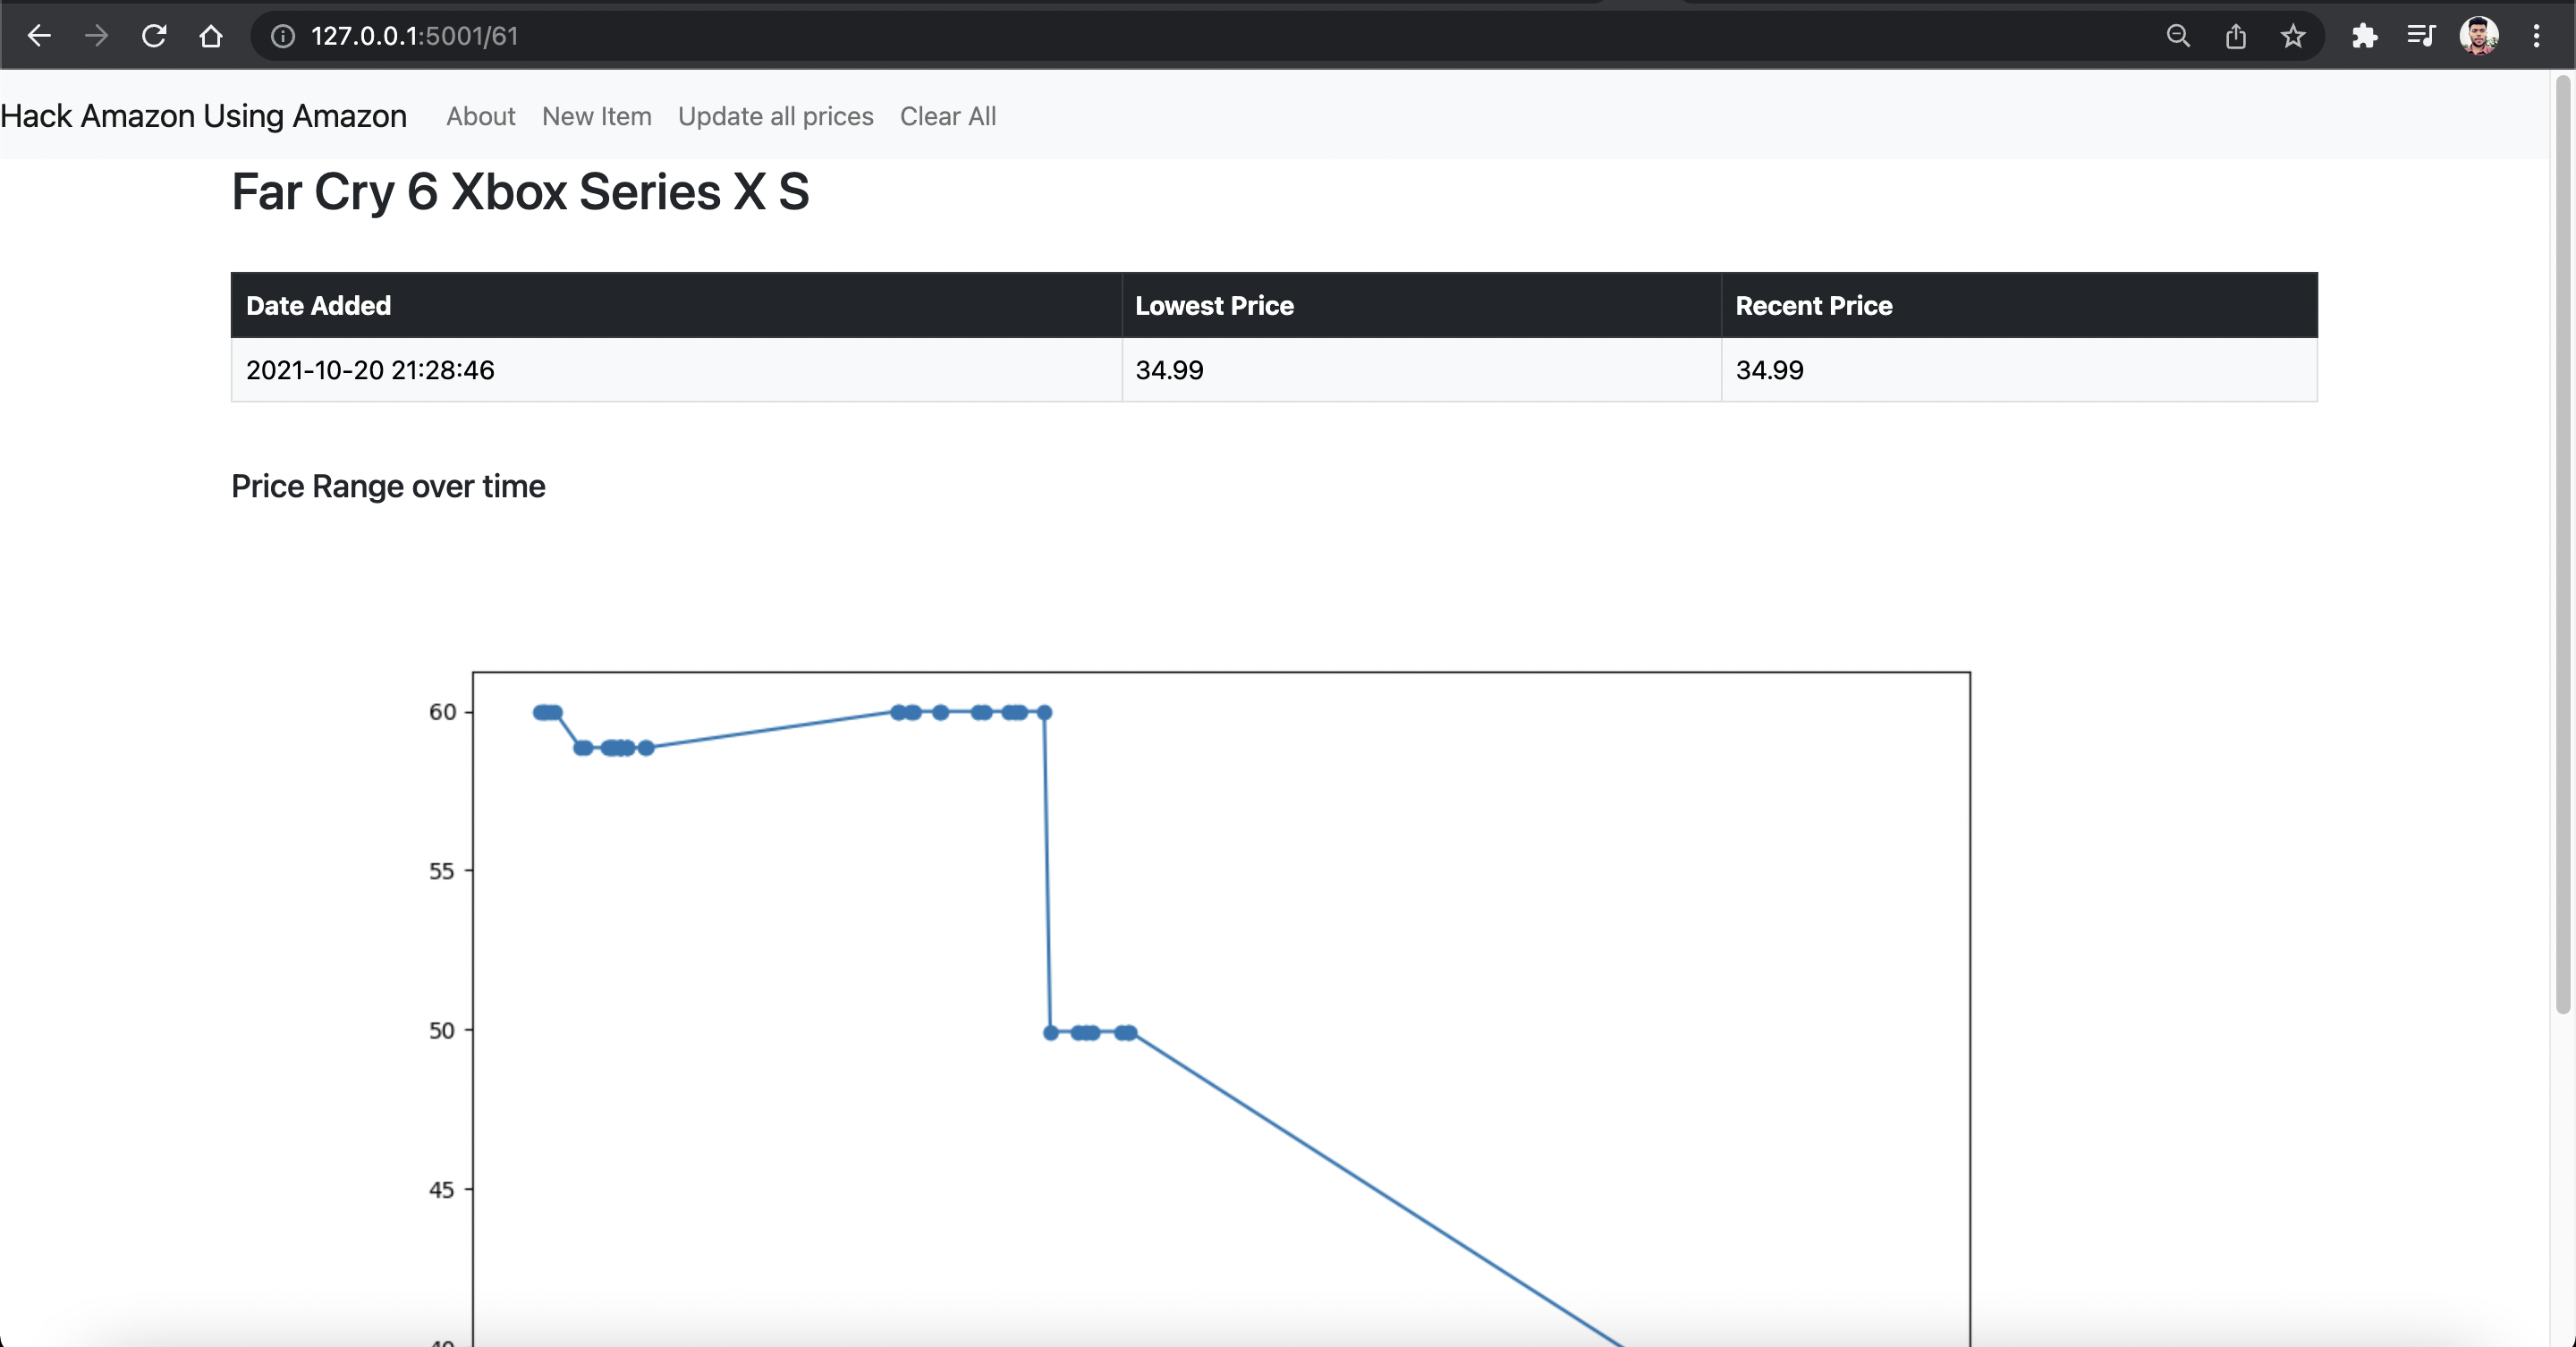 127.0.0.1:5001/61
Hack Amazon Using Amazon About New Item Update all prices Clear All
Far Cry 6 Xbox Series X S
Date Added Lowest Price Recent Price
2021-10-20 21:28:46 34.99 34.99
Price Range over time
60
55
50
45